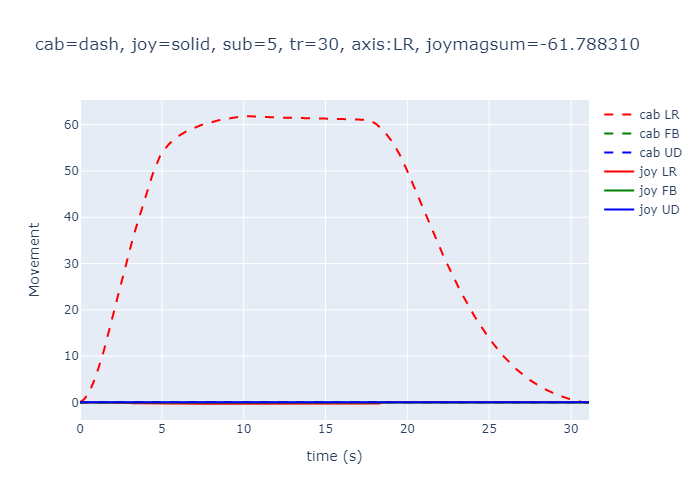 cab=dash, joy=solid, sub=5, tr=30, axis:LR, joymagsum=-61.788310
Movement
60
50
40
30
20
10
0
0 5 10 15 20 25 30
time (s)
cab LR
cab FB
cab UD
joy LR
joy FB
joy UD